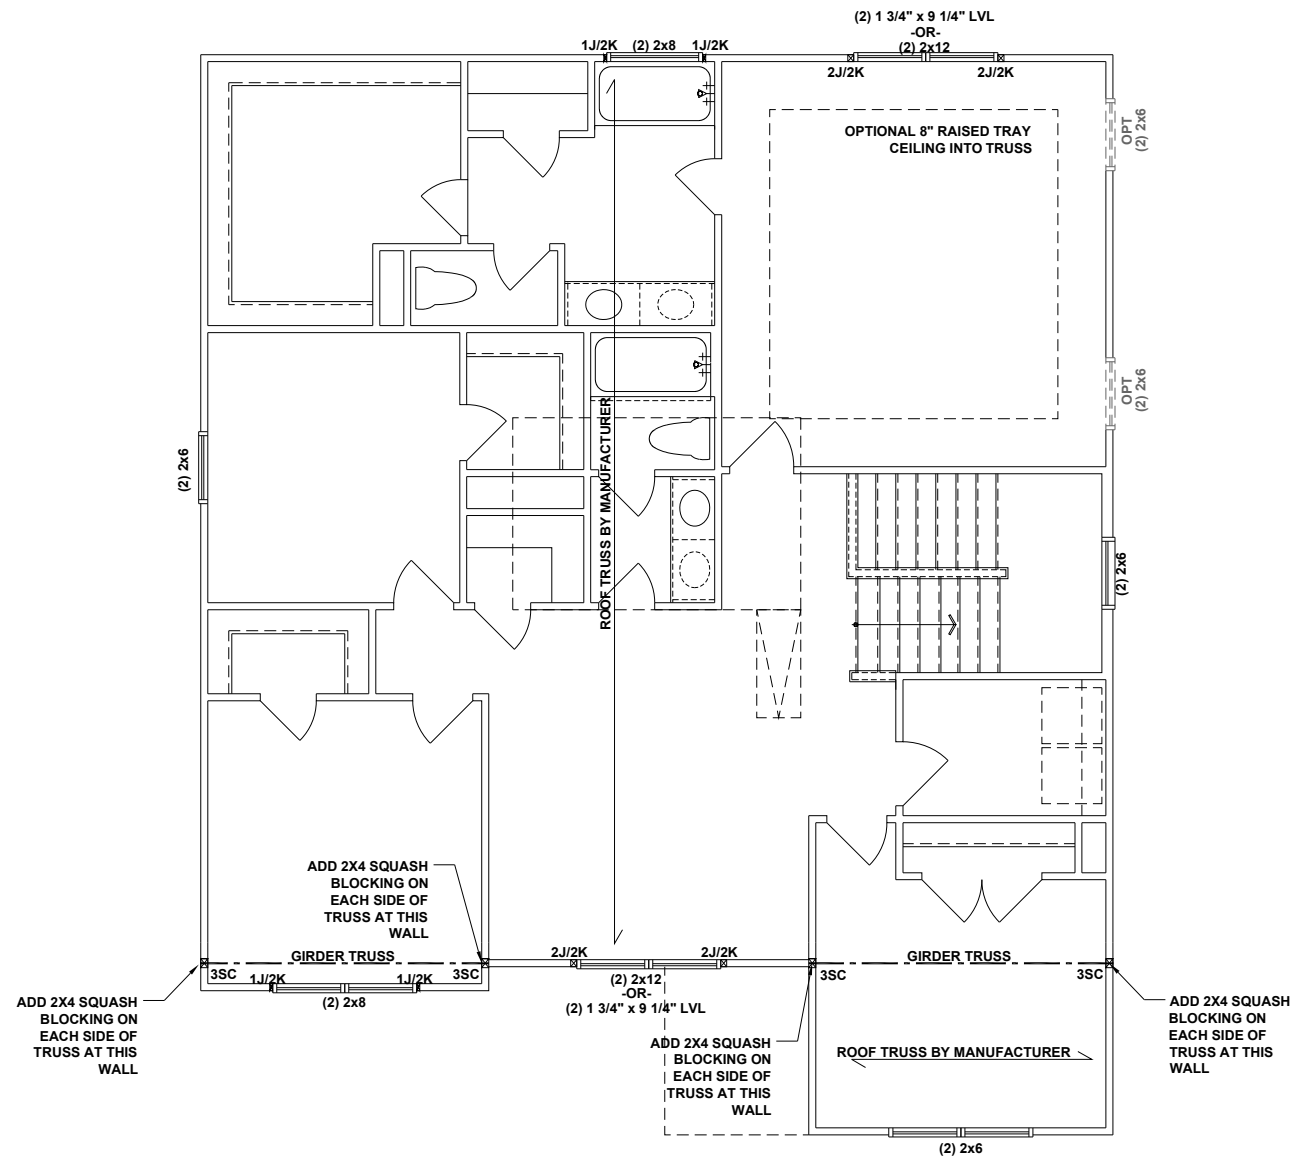 (2) 1 3/4" x 9 1/4" LVL
-OR-
(2) 2x12
1J/2K
(2) 2x8
1J/2K
2J/2K
2J/2K
OPTIONAL 8" RAISED TRAY
CEILING INTO TRUSS
OPT
(2) 2x6
OPT
(2) 2x6
(2) 2x6
ROOF TRUSS BY MANUFACTURER
(2) 2x6
ADD 2X4 SQUASH
BLOCKING ON
EACH SIDE OF
TRUSS AT THIS
WALL
GIRDER TRUSS
3SC
3SC
1J/2K
1J/2K
(2) 2x8
2J/2K
2J/2K
(2) 2x12
-OR-
(2) 1 3/4" x 9 1/4" LVL
GIRDER TRUSS
3SC
3SC
ADD 2X4 SQUASH
BLOCKING ON
EACH SIDE OF
TRUSS AT THIS
WALL
ADD 2X4 SQUASH
BLOCKING ON
EACH SIDE OF
TRUSS AT THIS
WALL
ROOF TRUSS BY MANUFACTURER
ADD 2X4 SQUASH
BLOCKING ON
EACH SIDE OF
TRUSS AT THIS
WALL
(2) 2x6